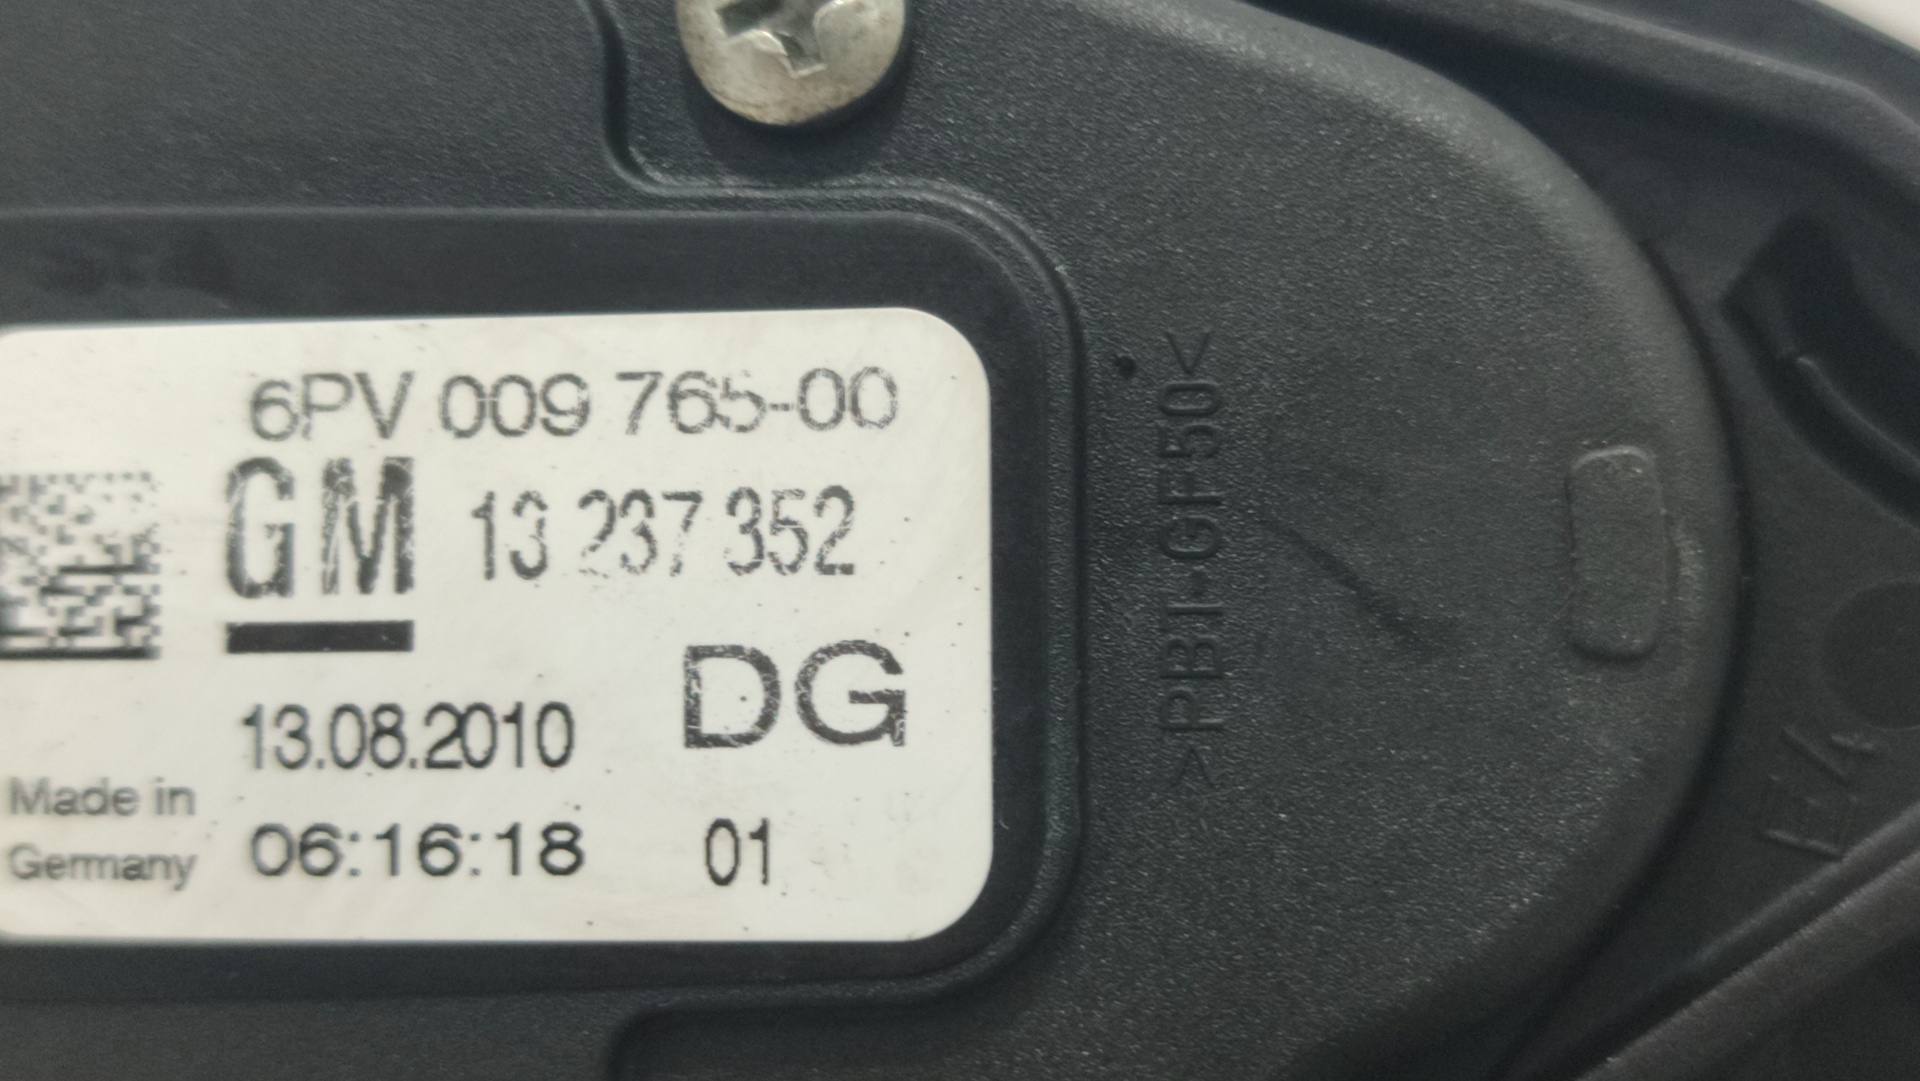 6PV 009 765-00
GM 13 237 352
DG
13.08.2010
Made in
Germany
06:16:18 01
>PBT-GF50<
E4